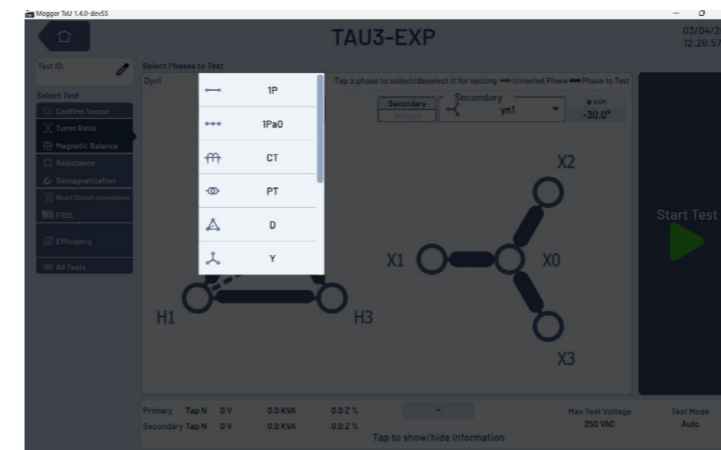 Megger TxU 1.4.0-dev55
TAU3-EXP
03/04/2
12:26:57
Test ID:
Select Phases to Test
Dyn1
Tap a phase to select/deselect it for testing Untested Phase Phase to Test
Select Test
Confirm Vector
Turns Ratio
Magnetic Balance
Resistance
Demagnetization
Short Circuit Impedance
FRSL
Efficiency
All Tests
1P
1Pa0
CT
PT
D
Y
Secondary
Tertiary
Secondary
yn1
-30.0°
X2
X1
X0
X3
H1
H3
Start Test
Primary Tap N 0 V 0.0 KVA 0.0 Z %
Secondary Tap N 0 V 0.0 KVA 0.0 Z %
Tap to show/hide information
Max Test Voltage
250 VAC
Test Mode
Auto